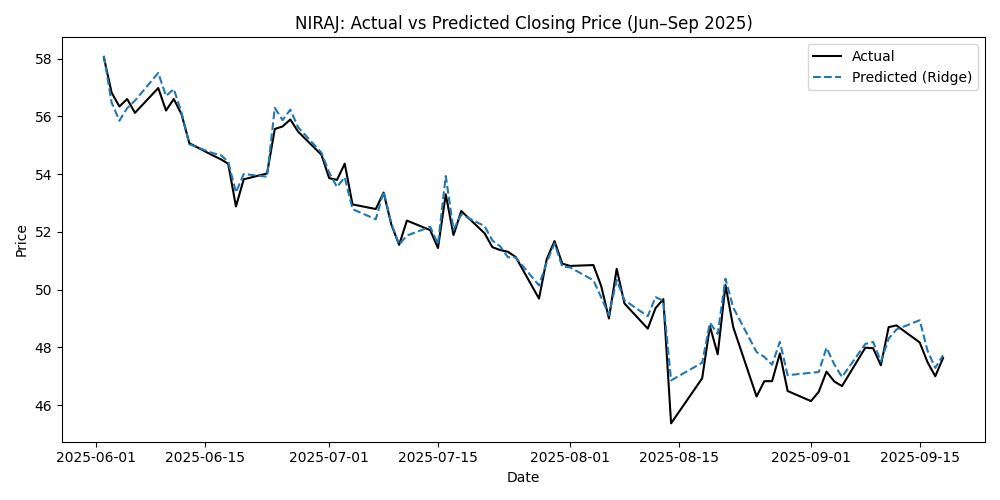 NIRAJ: Actual vs Predicted Closing Price (Jun–Sep 2025)
Actual
Predicted (Ridge)
Price
58
56
54
52
50
48
46
2025-06-01 2025-06-15 2025-07-01 2025-07-15 2025-08-01 2025-08-15 2025-09-01 2025-09-15
Date